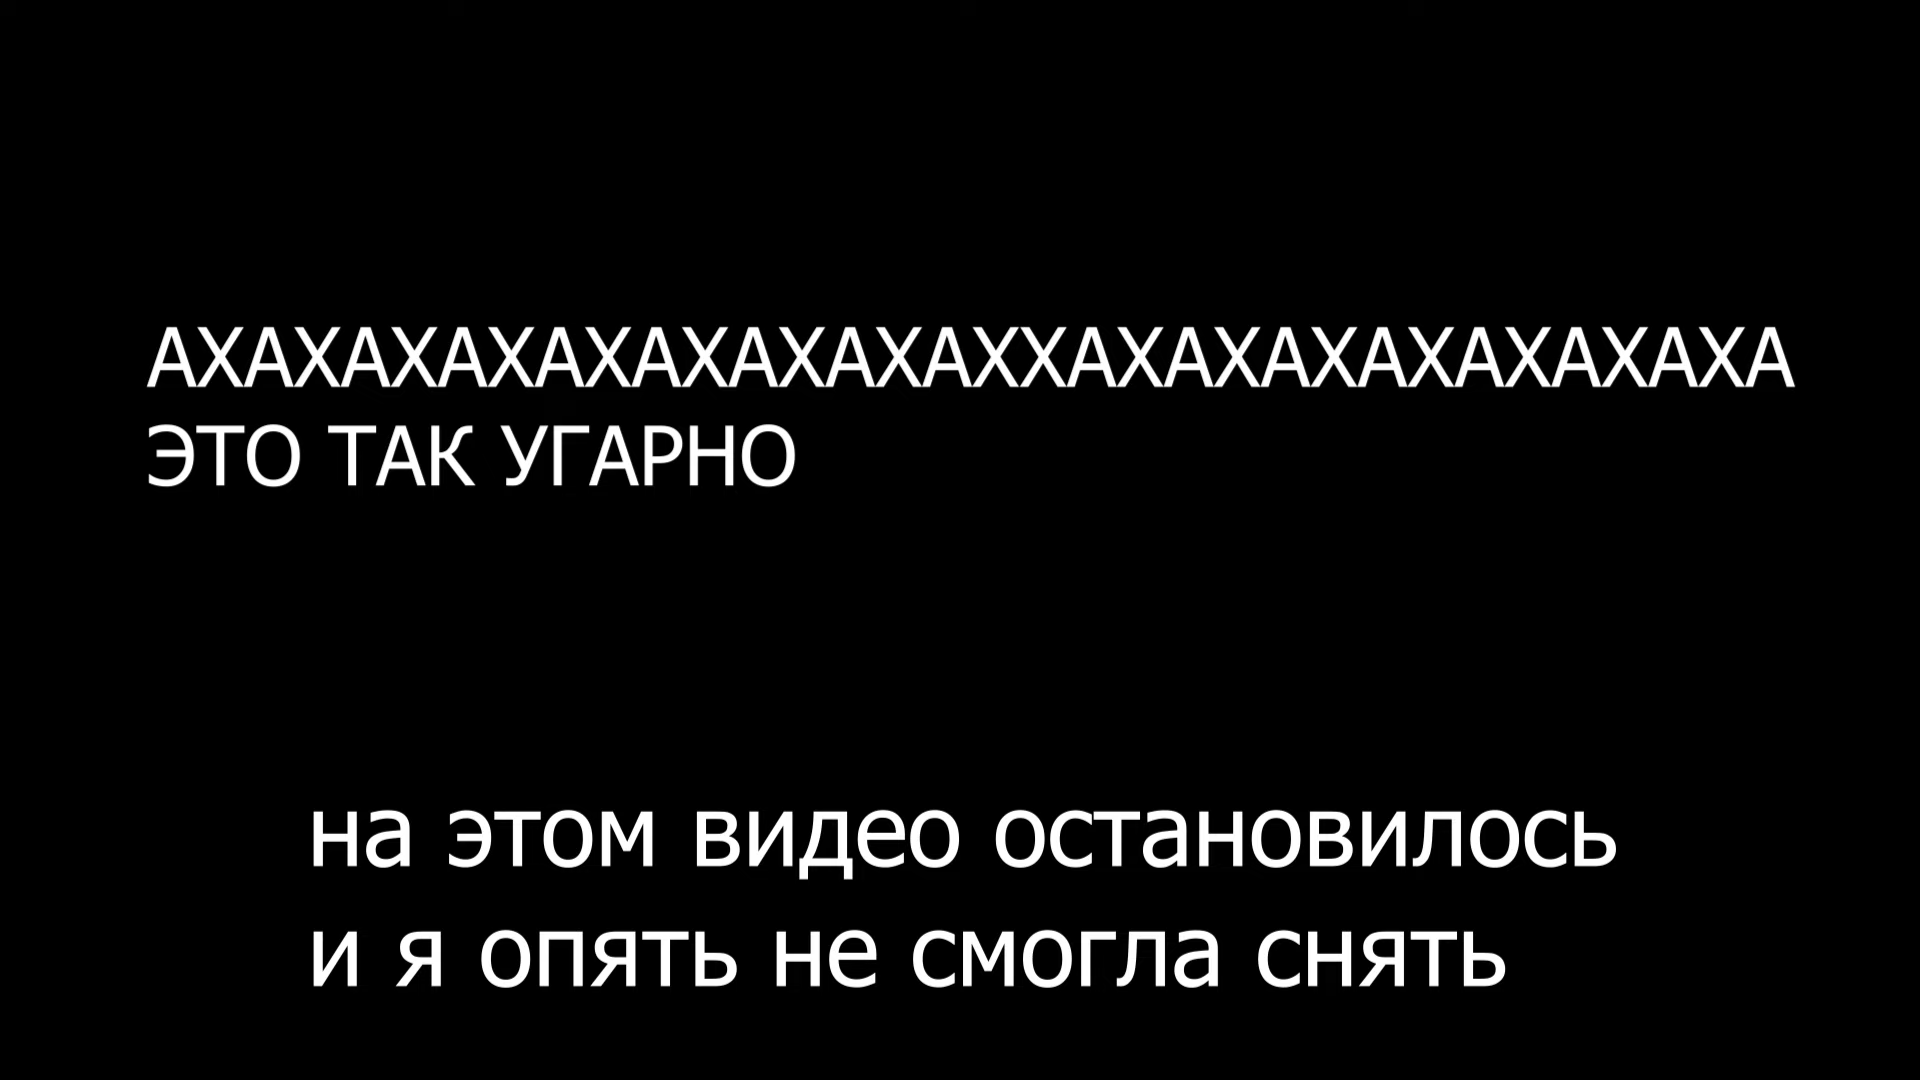 АХАХАХАХАХАХАХАХАХХАХАХАХАХАХАХАХА
ЭТО ТАК УГАРНО
на этом видео остановилось
и я опять не смогла снять